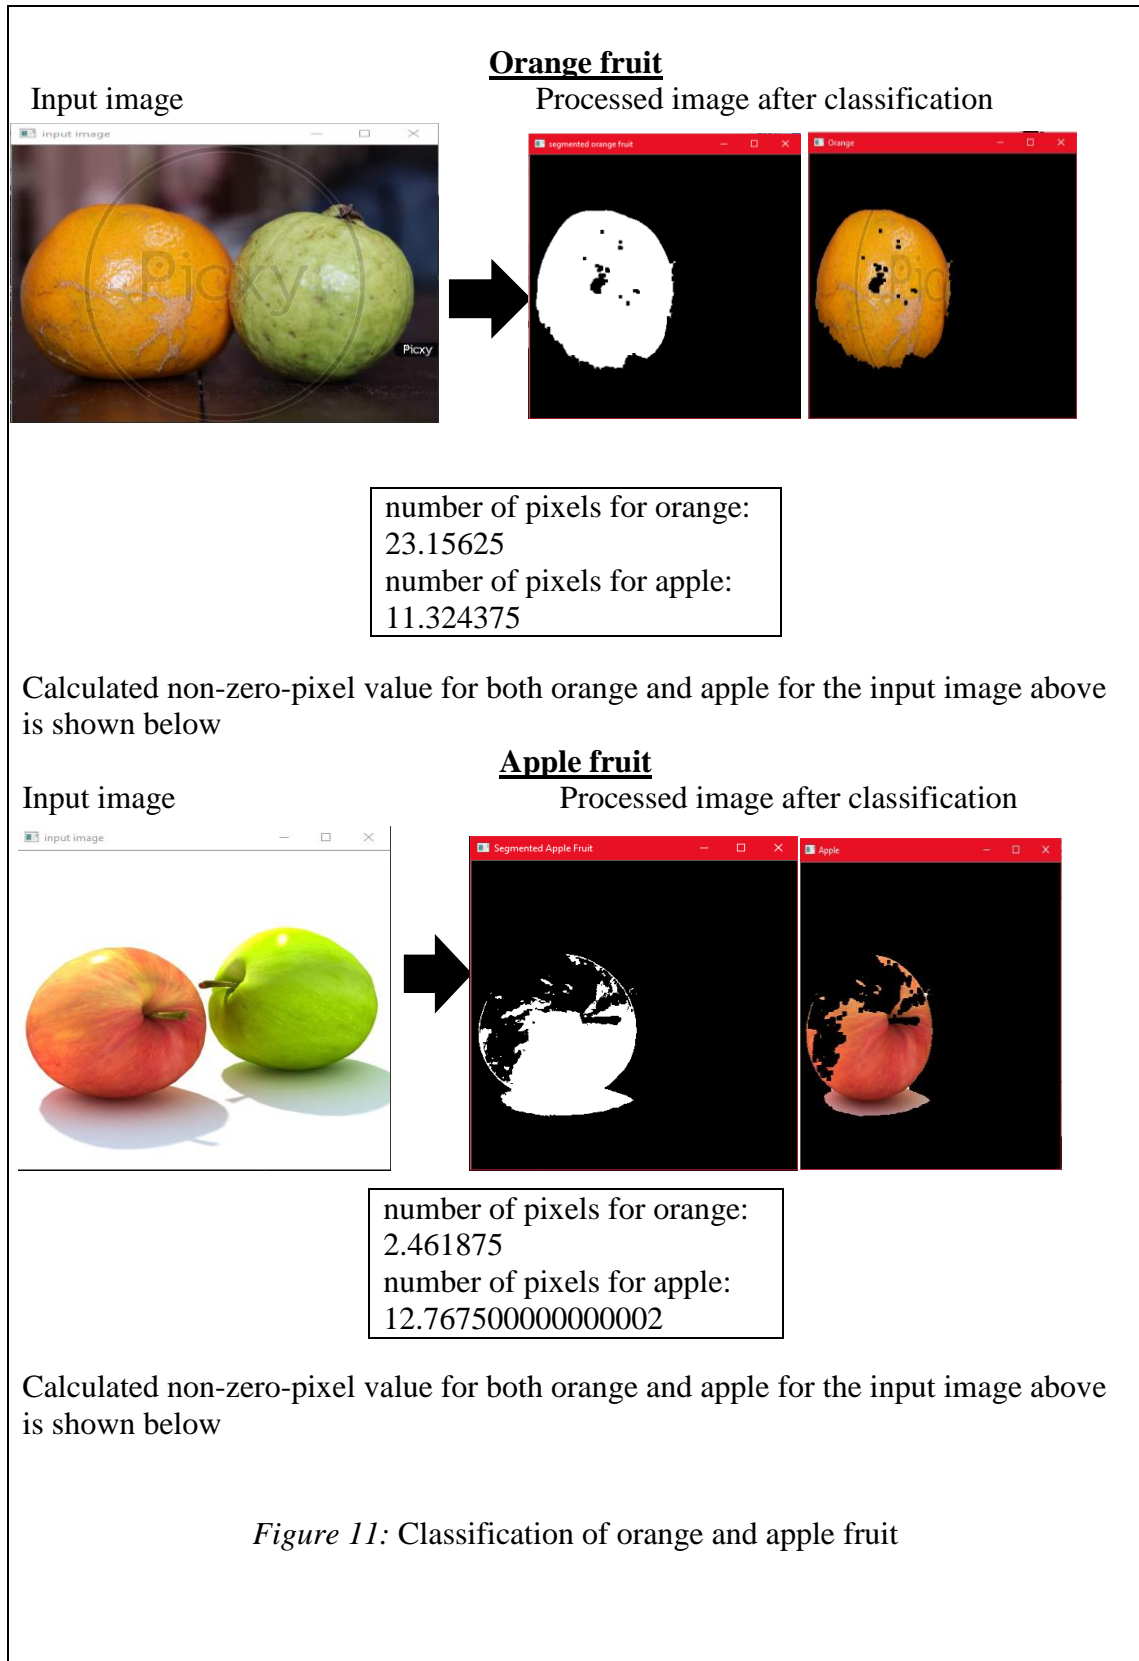 Orange fruit
Input image Processed image after classification
input image
segmented orange fruit
Orange
Picxy
Picxy
number of pixels for orange:
23.15625
number of pixels for apple:
11.324375
Calculated non-zero-pixel value for both orange and apple for the input image above
is shown below
Apple fruit
Input image Processed image after classification
input image
Segmented Apple Fruit
Apple
number of pixels for orange:
2.461875
number of pixels for apple:
12.767500000000002
Calculated non-zero-pixel value for both orange and apple for the input image above
is shown below
Figure 11: Classification of orange and apple fruit